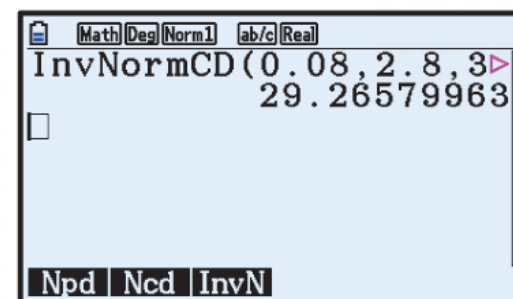 Math Deg Norm1 ab/c Real
InvNormCD(0.08,2.8,3
29.26579963
Npd Ncd InvN